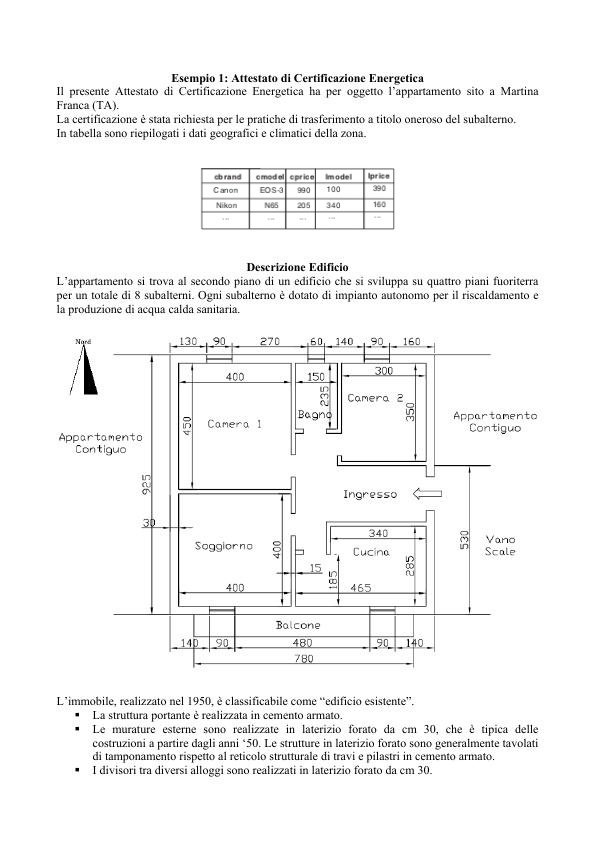 Esempio 1: Attestato di Certificazione Energetica
Il presente Attestato di Certificazione Energetica ha per oggetto l’appartamento sito a Martina
Franca (TA).
La certificazione è stata richiesta per le pratiche di trasferimento a titolo oneroso del subalterno.
In tabella sono riepilogati i dati geografici e climatici della zona.
cbrand cmodel cprice lmodel lprice
Canon EOS-3 990 100 390
Nikon N65 205 340 160
... ... ... ... ...
Descrizione Edificio
L’appartamento si trova al secondo piano di un edificio che si sviluppa su quattro piani fuoriterra
per un totale di 8 subalterni. Ogni subalterno è dotato di impianto autonomo per il riscaldamento e
la produzione di acqua calda sanitaria.
Nord
130 90 270 60 140 90 160
400 150 300
235
Camera 2
350
Bagno
450
Camera 1
Appartamento
Contiguo
Appartamento
Contiguo
925
Ingresso
30
530
Vano
Scale
340
Soggiorno
400
Cucina
285
15
185
400 465
Balcone
140 90 480 90 140
780
L’immobile, realizzato nel 1950, è classificabile come “edificio esistente”.
▪ La struttura portante è realizzata in cemento armato.
▪ Le murature esterne sono realizzate in laterizio forato da cm 30, che è tipica delle
costruzioni a partire dagli anni ‘50. Le strutture in laterizio forato sono generalmente tavolati
di tamponamento rispetto al reticolo strutturale di travi e pilastri in cemento armato.
▪ I divisori tra diversi alloggi sono realizzati in laterizio forato da cm 30.